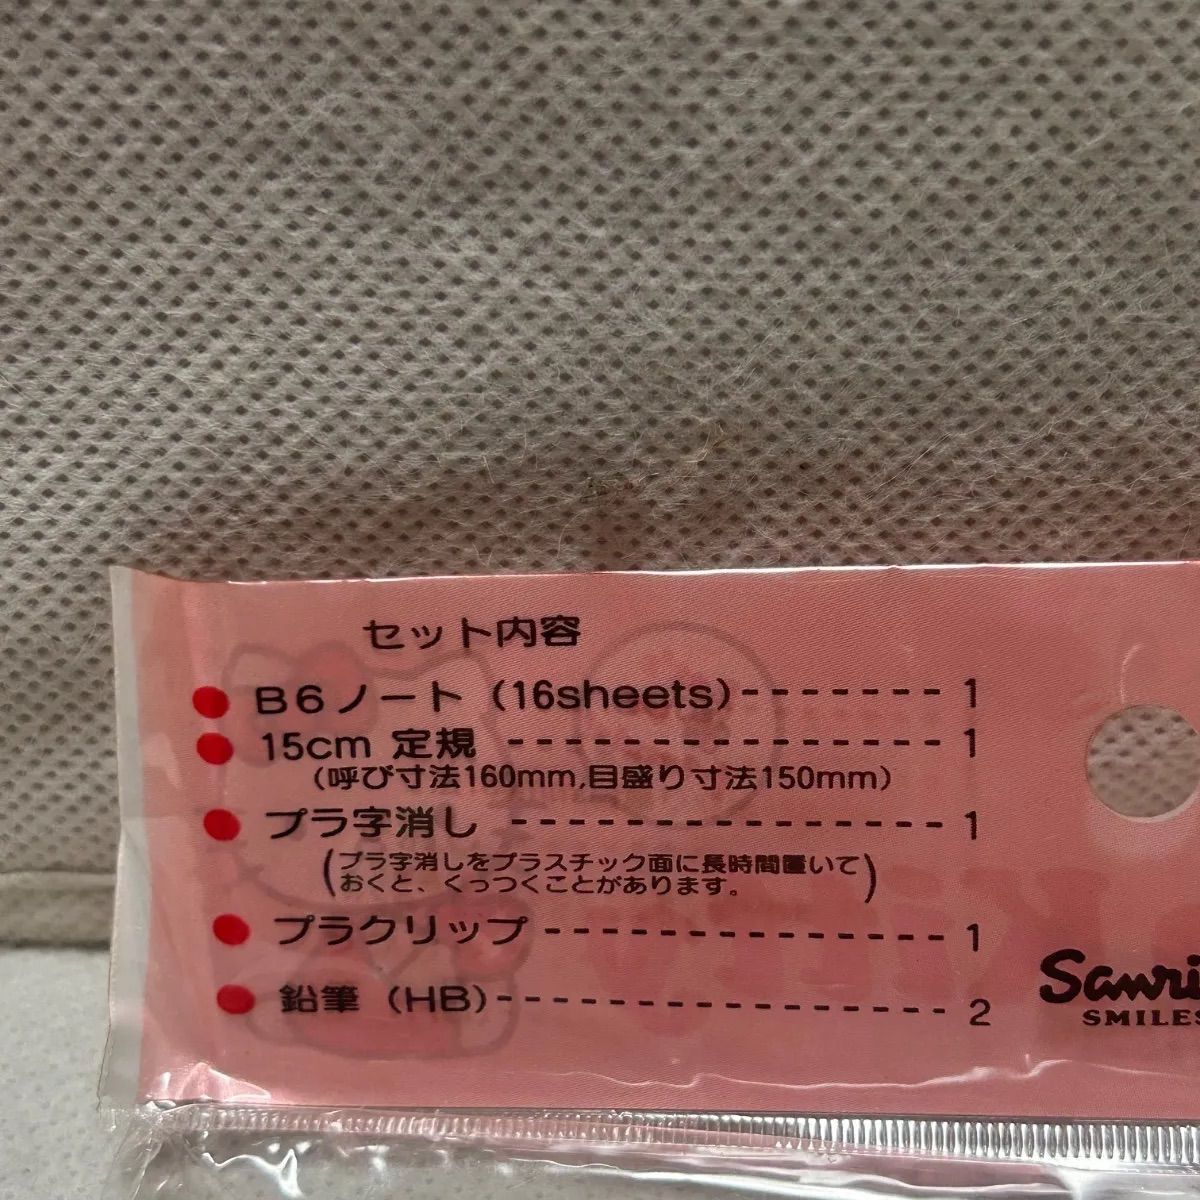 セット内容
● B6ノート (16sheets)------- 1
● 15cm 定規 --------------- 1
(呼び寸法160mm,目盛り寸法150mm)
● プラ字消し --------------- 1
(プラ字消しをプラスチック面に長時間置いて
おくと、くっつくことがあります。)
● プラクリップ-------------- 1
● 鉛筆 (HB)---------------- 2
Sanri
SMILES